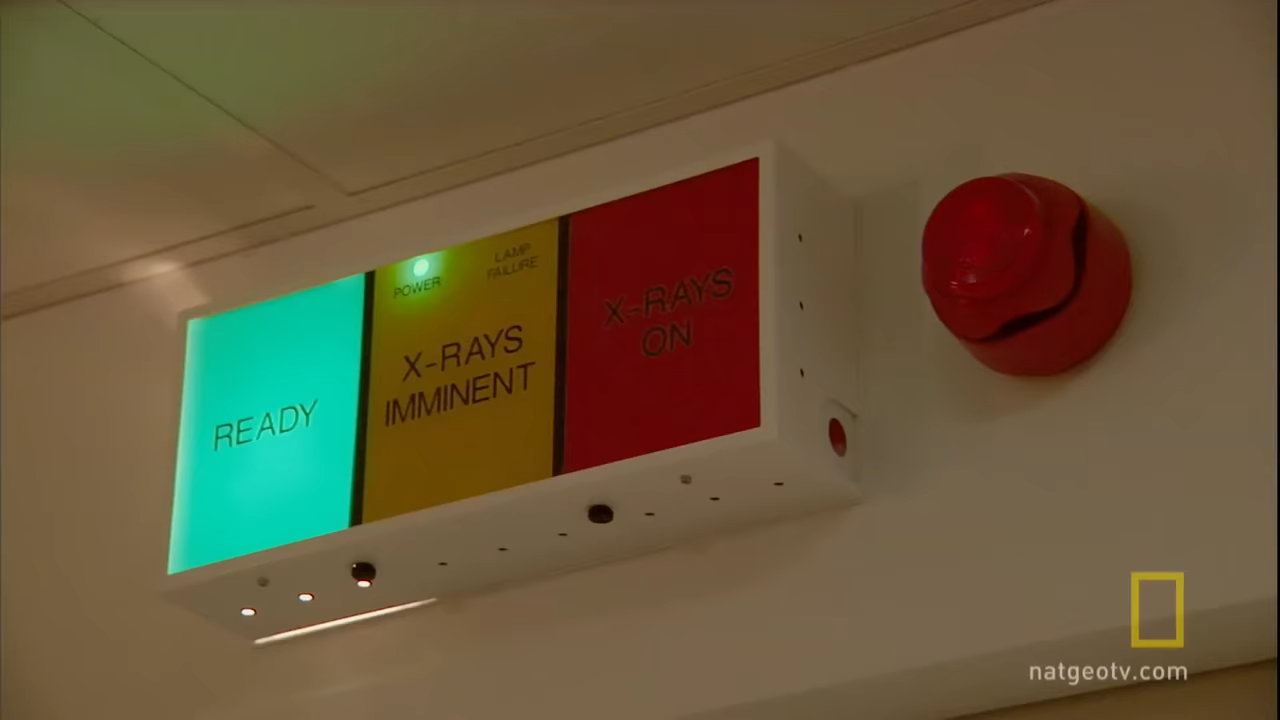 READY
POWER
LAMP
FAILURE
X-RAYS
IMMINENT
X-RAYS
ON
natgeotv.com